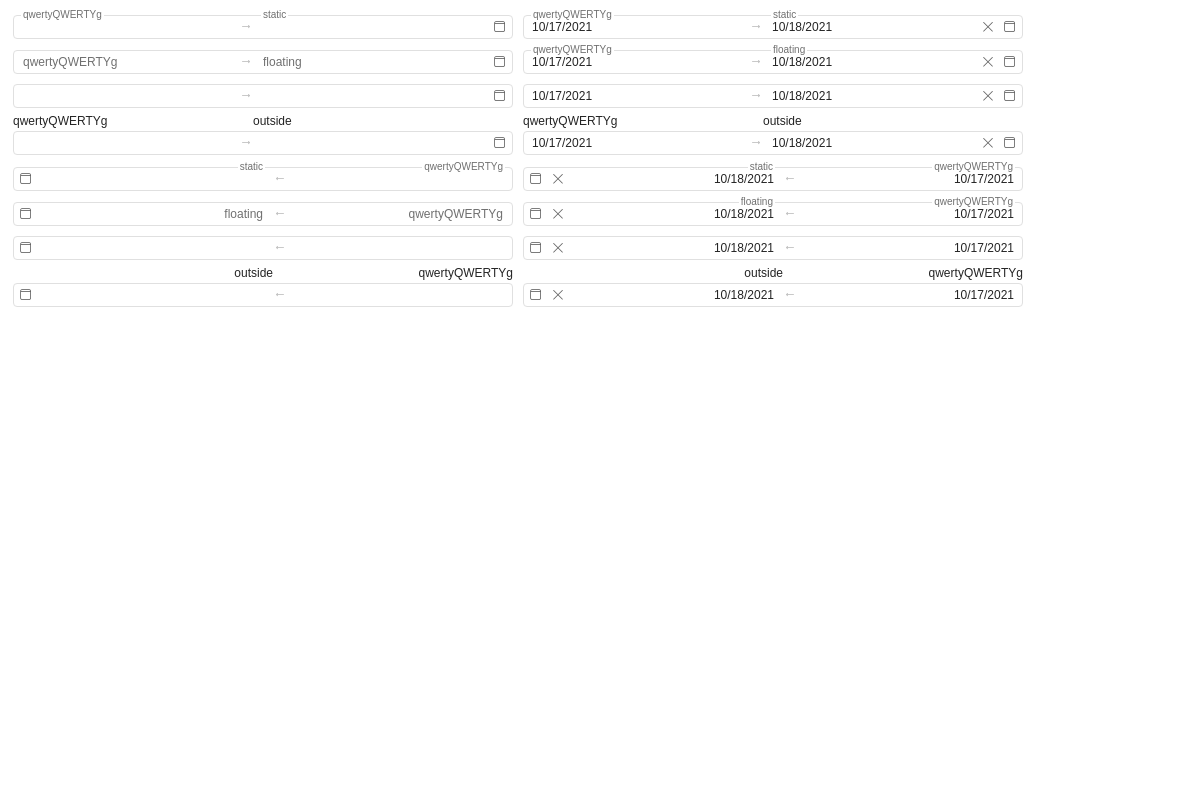 qwertyQWERTYg static qwertyQWERTYg static
→ 10/17/2021 → 10/18/2021
qwertyQWERTYg floating
qwertyQWERTYg → floating 10/17/2021 → 10/18/2021
→ 10/17/2021 → 10/18/2021
qwertyQWERTYg outside qwertyQWERTYg outside
→ 10/17/2021 → 10/18/2021
static qwertyQWERTYg static qwertyQWERTYg
← 10/18/2021 ← 10/17/2021
floating qwertyQWERTYg
floating ← qwertyQWERTYg 10/18/2021 ← 10/17/2021
← 10/18/2021 ← 10/17/2021
outside qwertyQWERTYg outside qwertyQWERTYg
← 10/18/2021 ← 10/17/2021